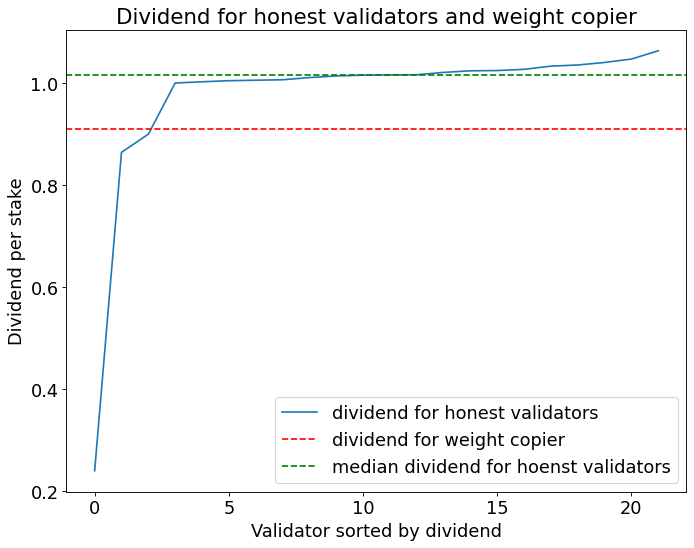 Dividend for honest validators and weight copier
Dividend per stake
1.0
0.8
0.6
0.4
0.2
dividend for honest validators
dividend for weight copier
median dividend for hoenst validators
0 5 10 15 20
Validator sorted by dividend